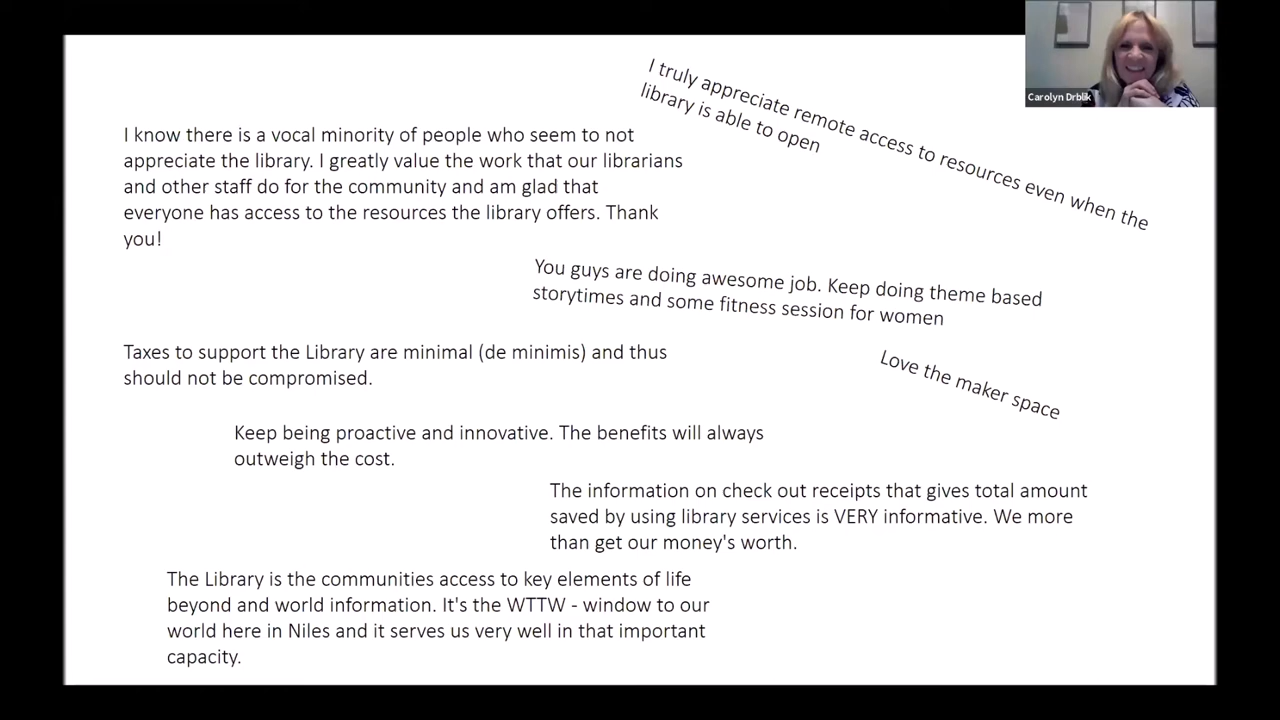 Carolyn Drblik
I truly appreciate remote access to resources even when the
library is able to open
I know there is a vocal minority of people who seem to not
appreciate the library. I greatly value the work that our librarians
and other staff do for the community and am glad that
everyone has access to the resources the library offers. Thank
you!
You guys are doing awesome job. Keep doing theme based
storytimes and some fitness session for women
Taxes to support the Library are minimal (de minimis) and thus
should not be compromised.
Love the maker space
Keep being proactive and innovative. The benefits will always
outweigh the cost.
The information on check out receipts that gives total amount
saved by using library services is VERY informative. We more
than get our money's worth.
The Library is the communities access to key elements of life
beyond and world information. It's the WTTW - window to our
world here in Niles and it serves us very well in that important
capacity.